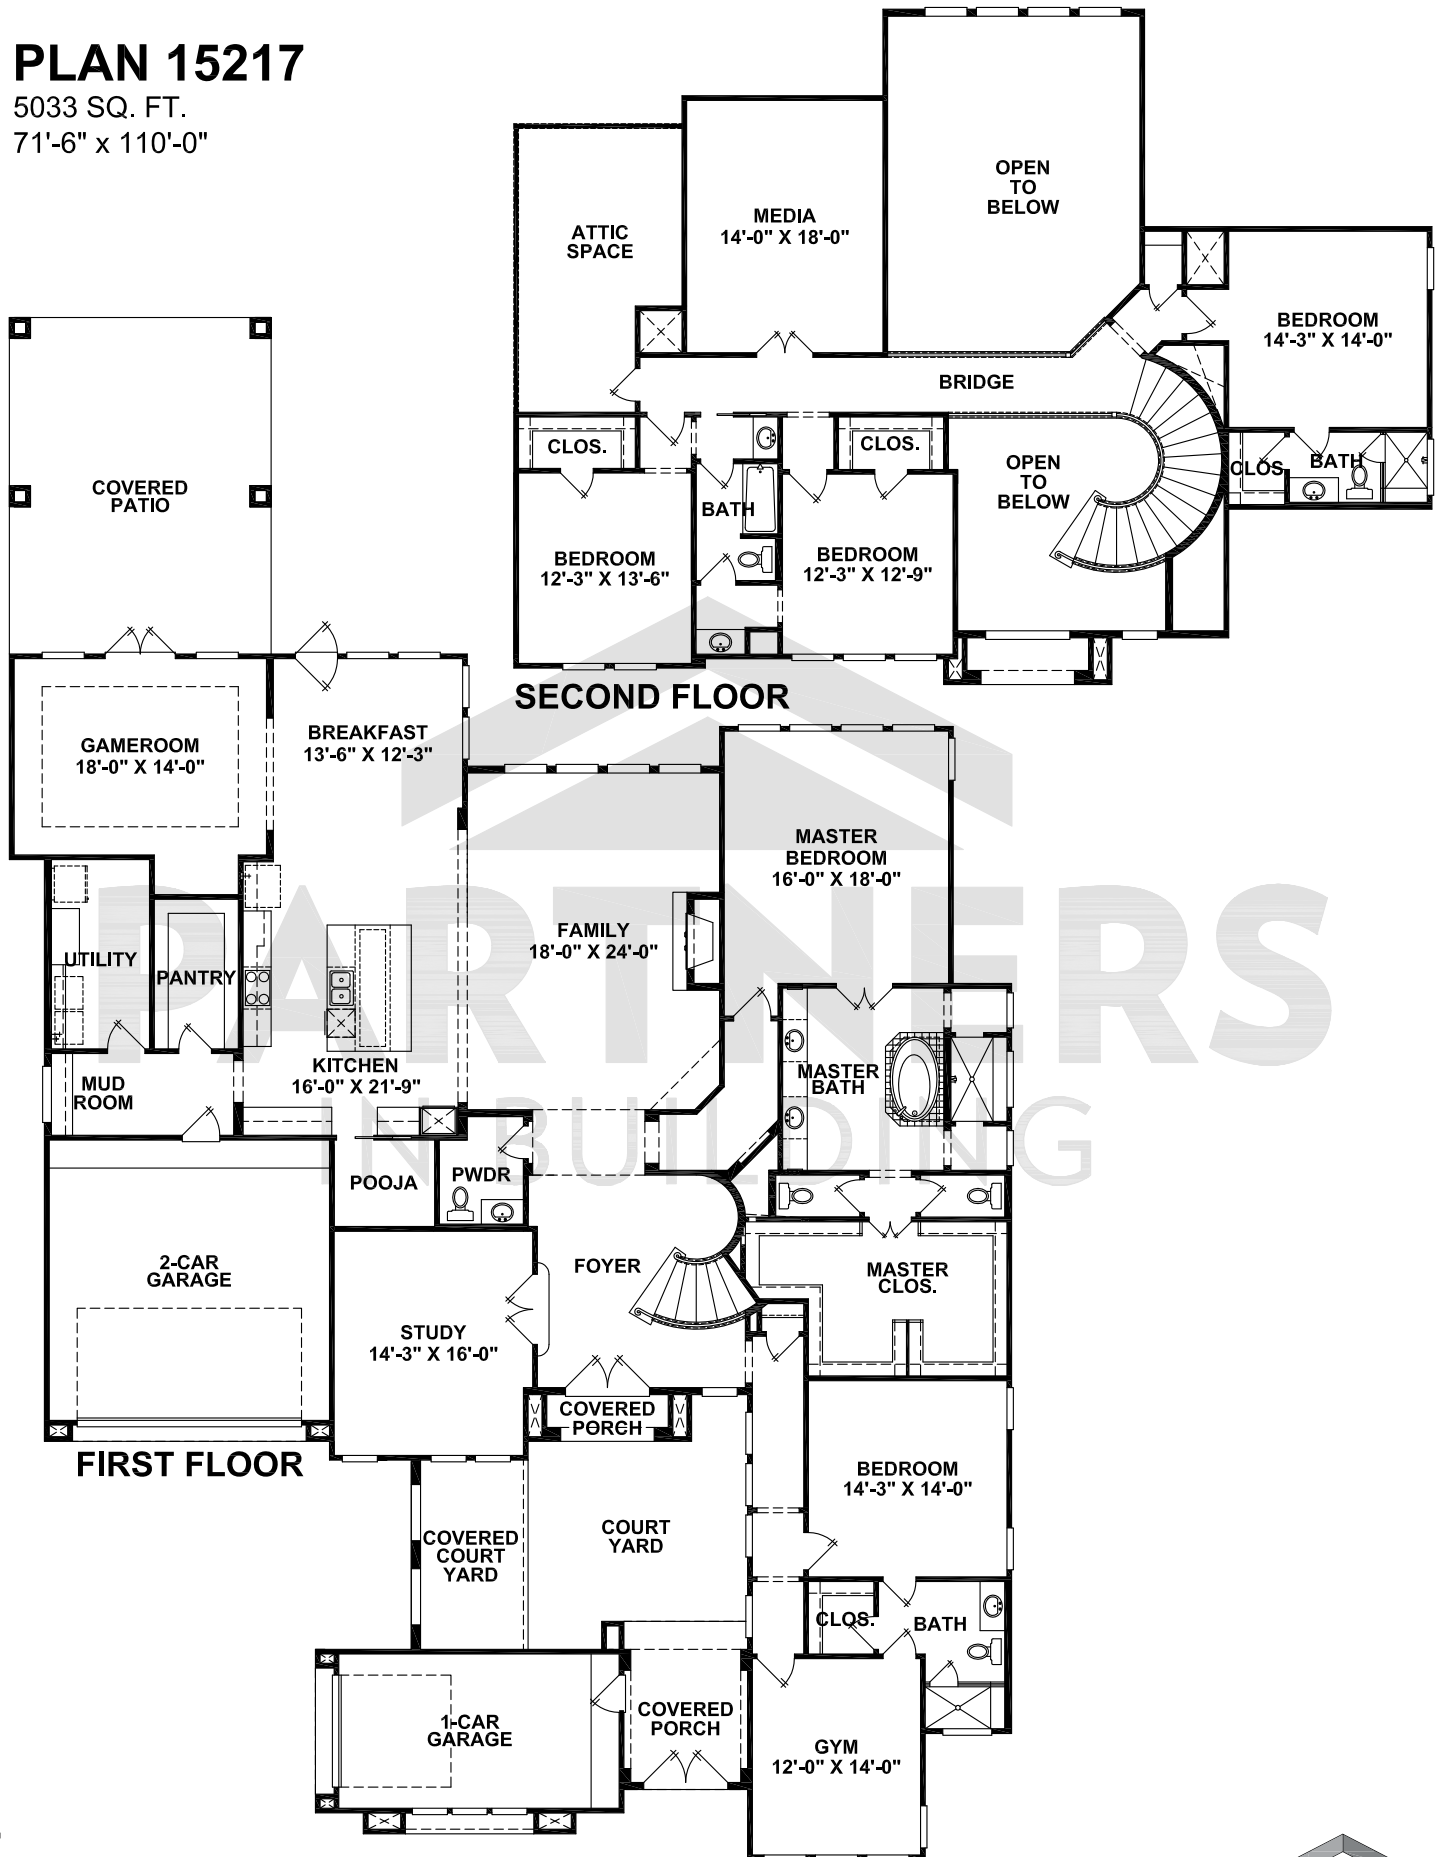 PLAN 15217
5033 SQ. FT.
71'-6" x 110'-0"
OPEN
TO
BELOW
MEDIA
14'-0" X 18'-0"
ATTIC
SPACE
BEDROOM
14'-3" X 14'-0"
BRIDGE
CLOS.
CLOS.
OPEN
TO
BELOW
CLOS.
BATH
BATH
BEDROOM
12'-3" X 13'-6"
BEDROOM
12'-3" X 12'-9"
SECOND FLOOR
COVERED
PATIO
GAMEROOM
18'-0" X 14'-0"
BREAKFAST
13'-6" X 12'-3"
MASTER
BEDROOM
16'-0" X 18'-0"
FAMILY
18'-0" X 24'-0"
UTILITY
PANTRY
KITCHEN
16'-0" X 21'-9"
MUD
ROOM
MASTER
BATH
POOJA
PWDR
2-CAR
GARAGE
FOYER
MASTER
CLOS.
STUDY
14'-3" X 16'-0"
COVERED
PORCH
FIRST FLOOR
BEDROOM
14'-3" X 14'-0"
COVERED
COURT
YARD
COURT
YARD
CLOS.
BATH
1-CAR
GARAGE
COVERED
PORCH
GYM
12'-0" X 14'-0"
PARTNERS
IN BUILDING